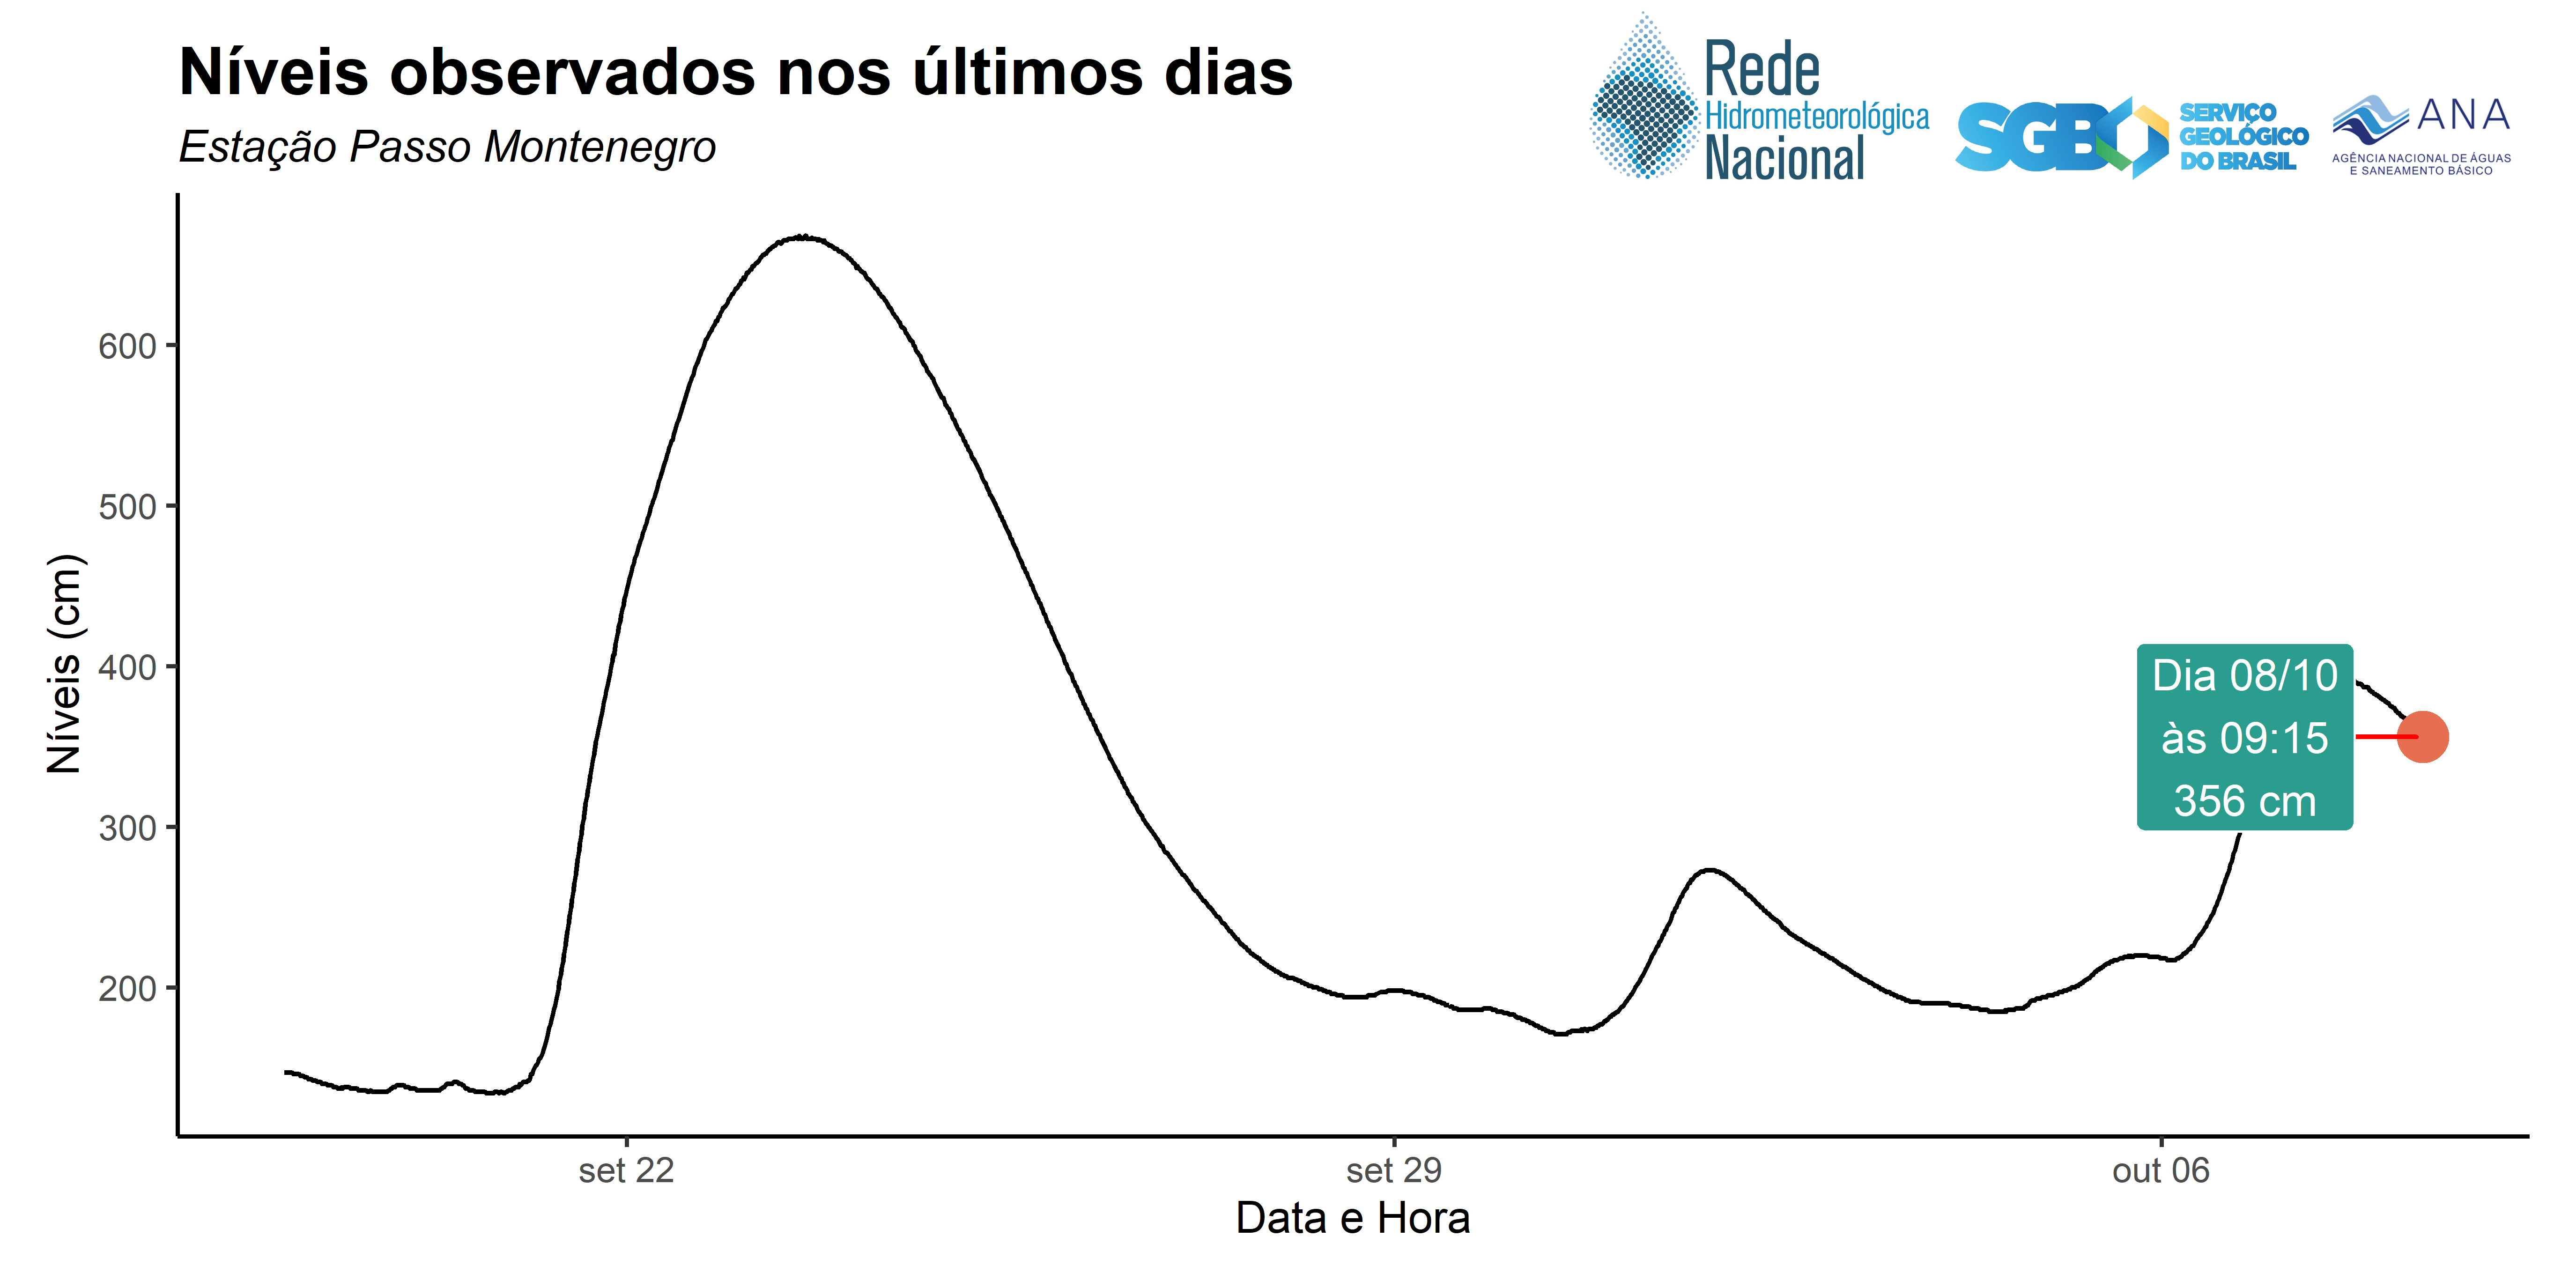 Níveis observados nos últimos dias
Estação Passo Montenegro
Rede
Hidrometeorológica
Nacional
SGB
SERVIÇO
GEOLÓGICO
DO BRASIL
ANA
AGÊNCIA NACIONAL DE ÁGUAS
E SANEAMENTO BÁSICO
Níveis (cm)
600
500
400
300
200
Dia 08/10
às 09:15
356 cm
set 22
set 29
out 06
Data e Hora